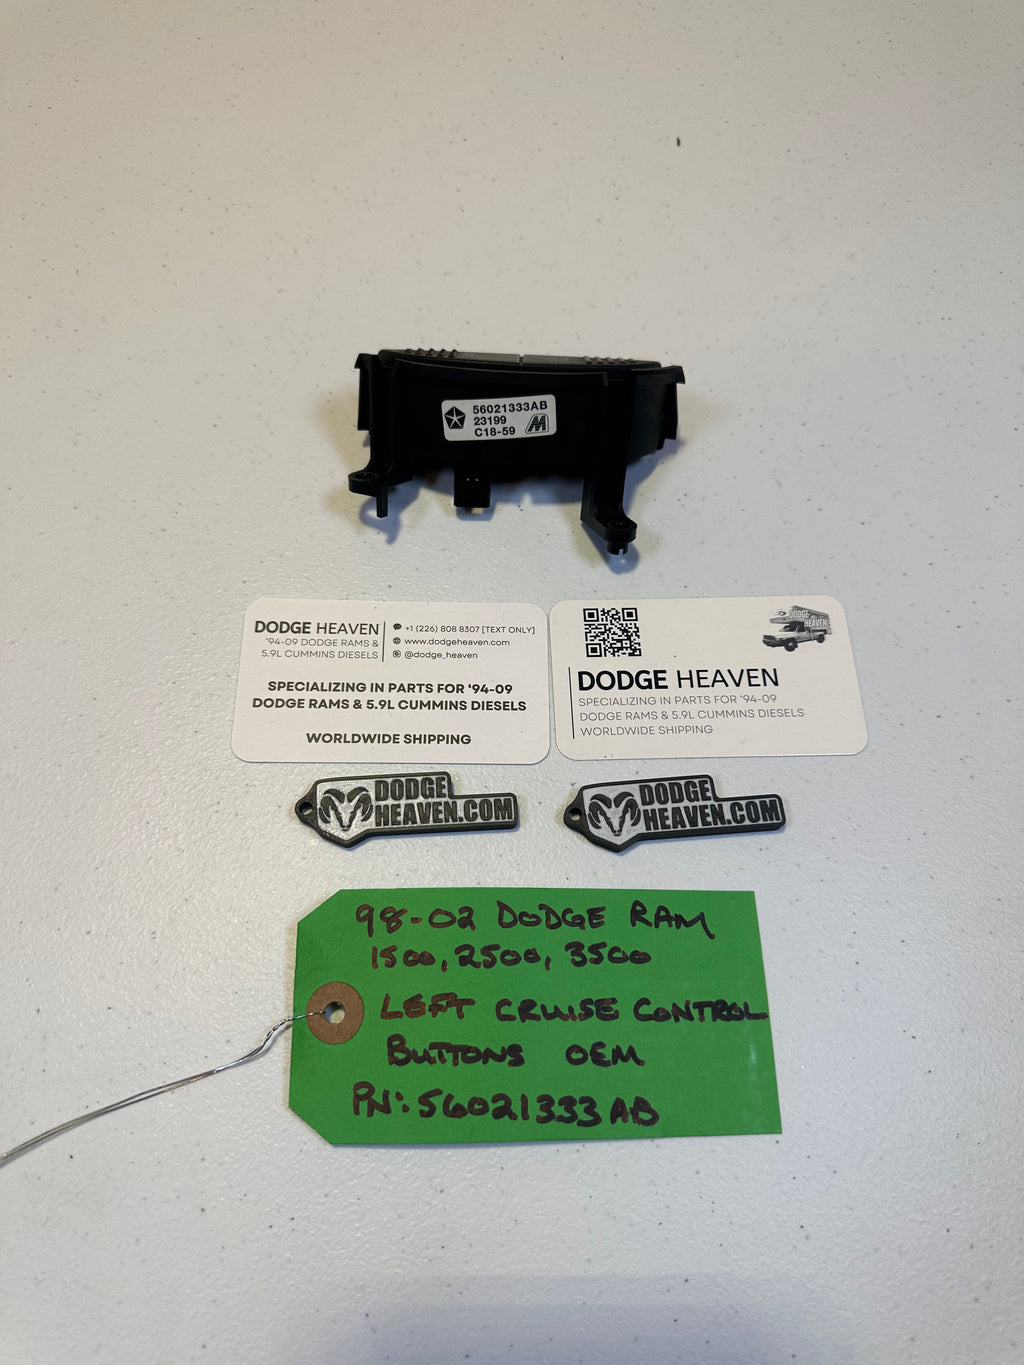 56021333AB
23199
C18-59
DODGE HEAVEN
'94-09 DODGE RAMS &
5.9L CUMMINS DIESELS
+1 (226) 808 8307 [TEXT ONLY]
www.dodgeheaven.com
@dodge_heaven
SPECIALIZING IN PARTS FOR '94-09
DODGE RAMS & 5.9L CUMMINS DIESELS
WORLDWIDE SHIPPING
DODGE
HEAVEN
DODGE HEAVEN
SPECIALIZING IN PARTS FOR '94-09
DODGE RAMS & 5.9L CUMMINS DIESELS
WORLDWIDE SHIPPING
DODGE
HEAVEN.COM
DODGE
HEAVEN.COM
98-02 DODGE RAM
1500, 2500, 3500
LEFT CRUISE CONTROL
BUTTONS OEM
PN: 56021333AB